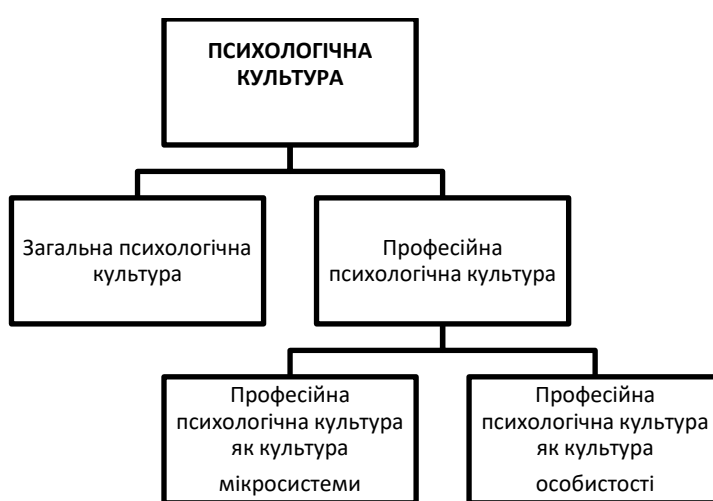 ПСИХОЛОГІЧНА
КУЛЬТУРА
Загальна психологічна
культура
Професійна
психологічна культура
Професійна
психологічна культура
як культура
мікросистеми
Професійна
психологічна культура
як культура
особистості